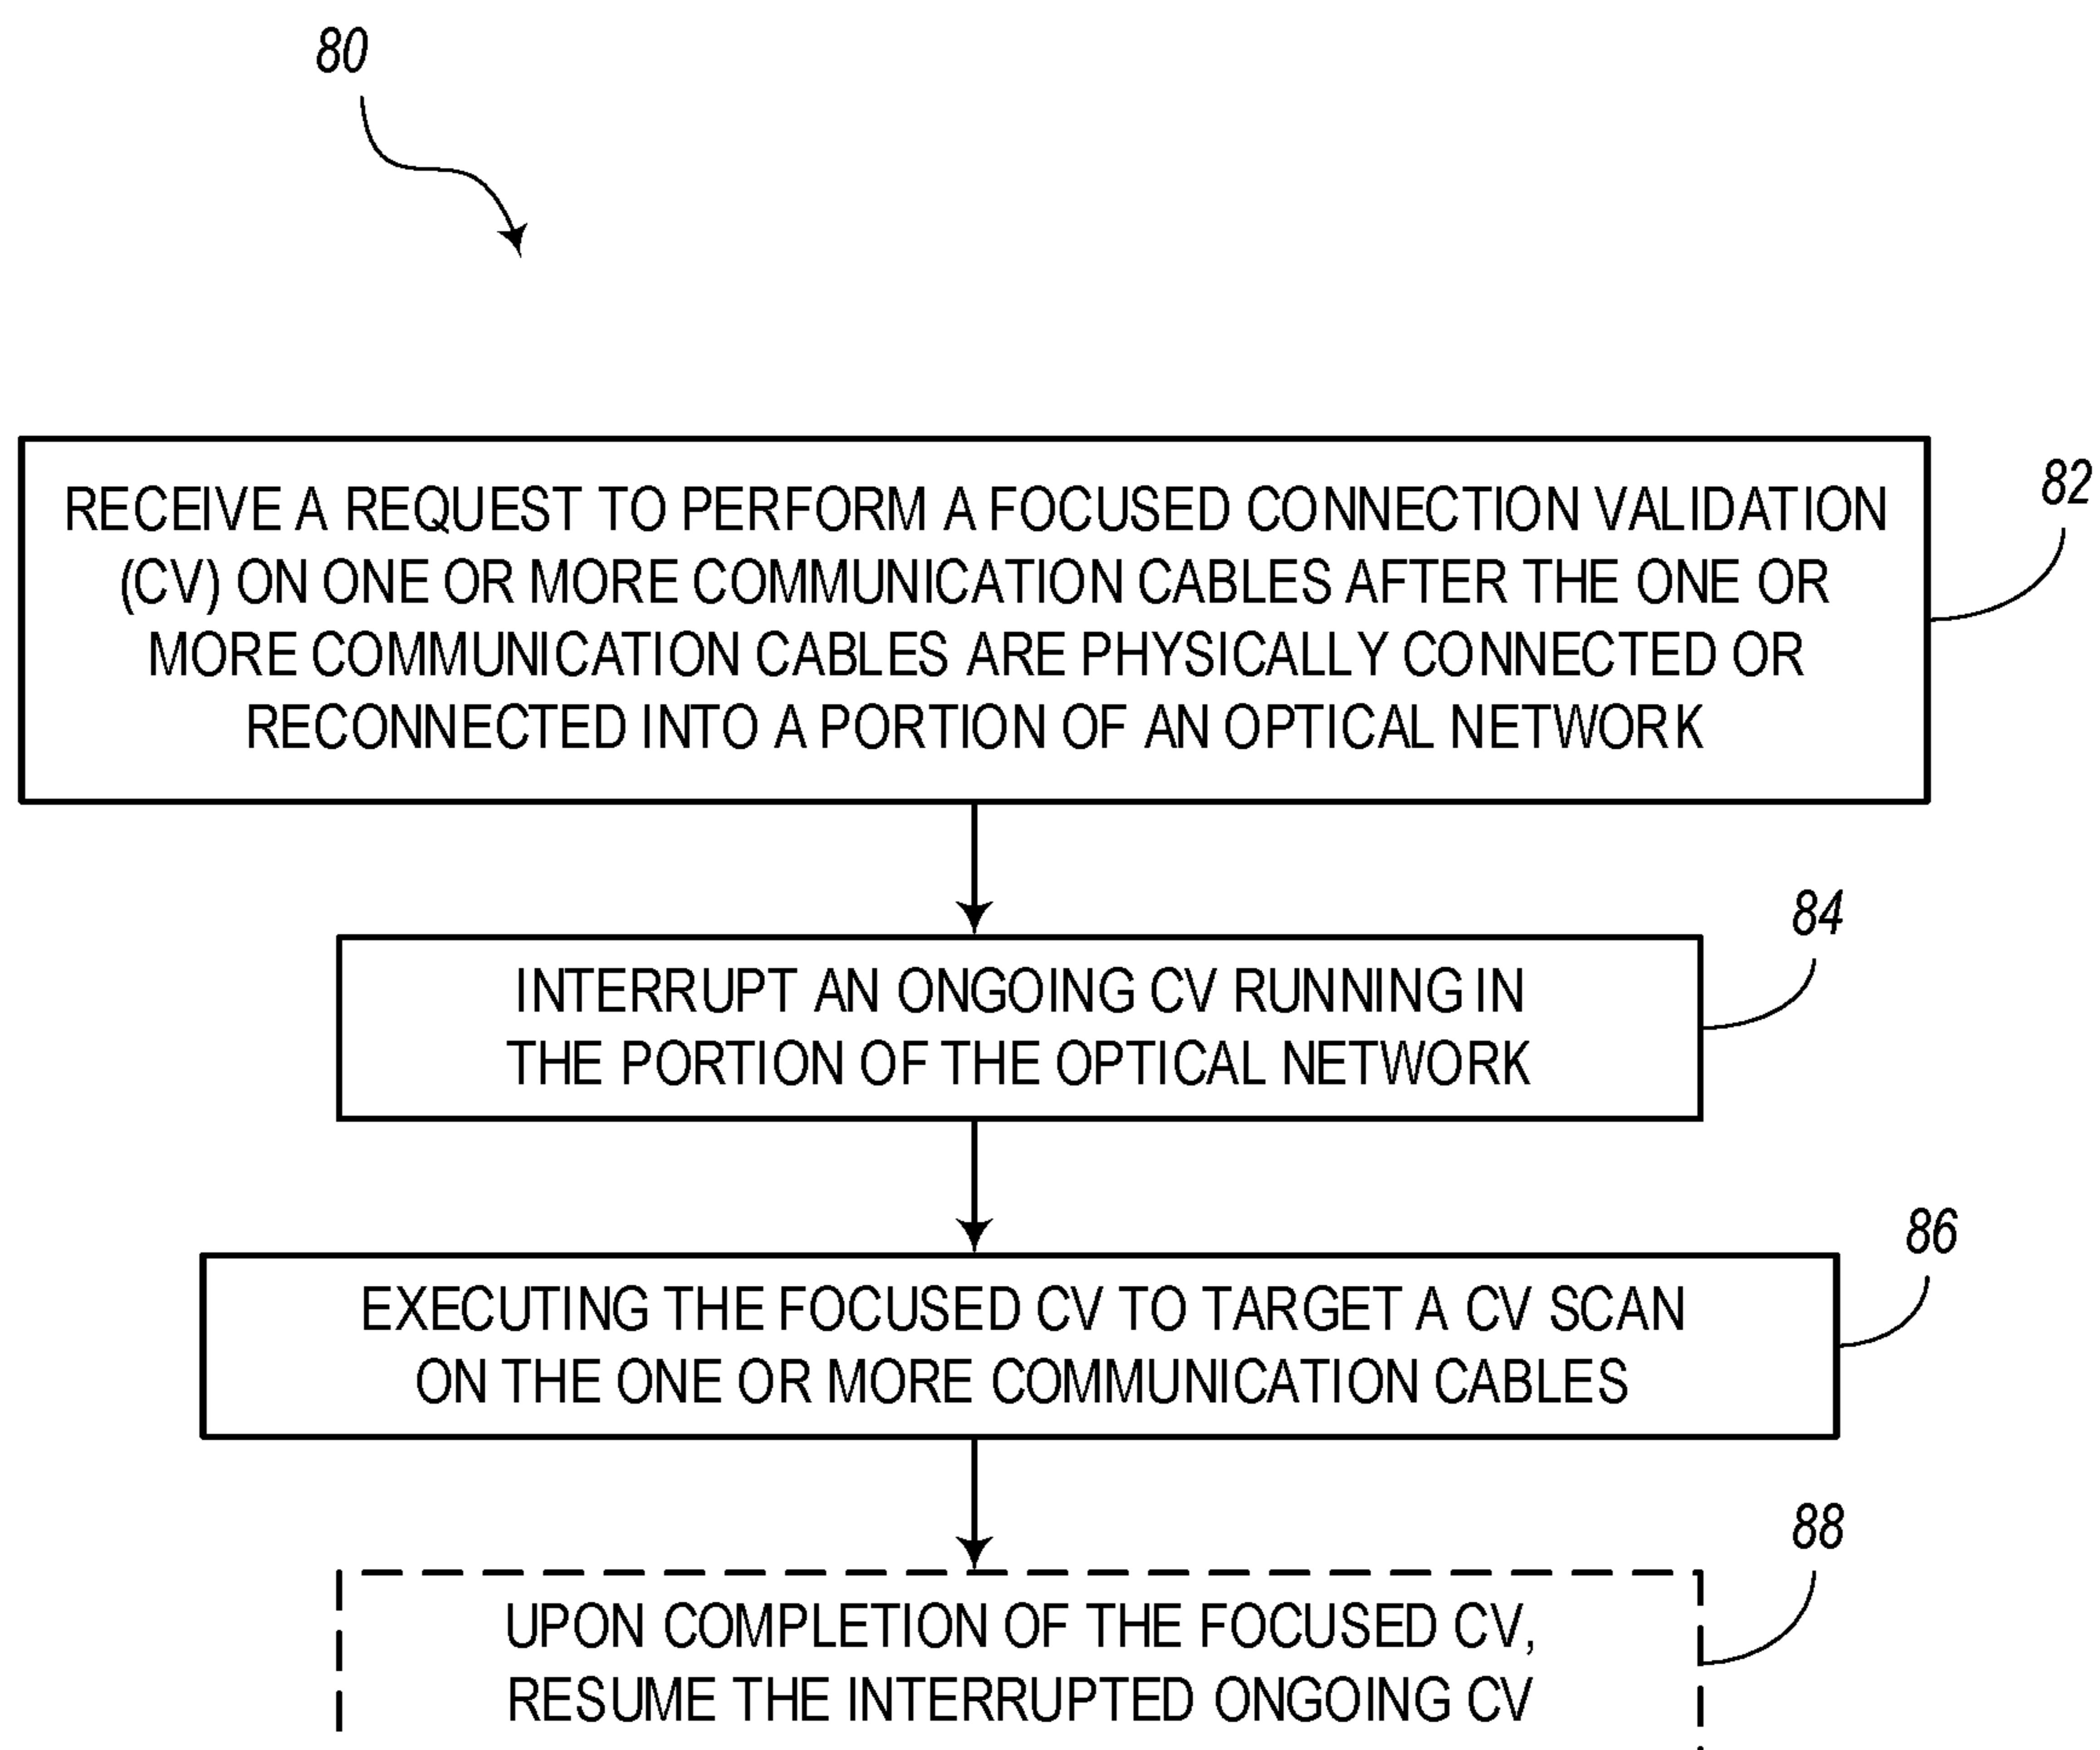 80
RECEIVE A REQUEST TO PERFORM A FOCUSED CONNECTION VALIDATION
(CV) ON ONE OR MORE COMMUNICATION CABLES AFTER THE ONE OR
MORE COMMUNICATION CABLES ARE PHYSICALLY CONNECTED OR
RECONNECTED INTO A PORTION OF AN OPTICAL NETWORK
82
INTERRUPT AN ONGOING CV RUNNING IN
THE PORTION OF THE OPTICAL NETWORK
84
EXECUTING THE FOCUSED CV TO TARGET A CV SCAN
ON THE ONE OR MORE COMMUNICATION CABLES
86
UPON COMPLETION OF THE FOCUSED CV,
RESUME THE INTERRUPTED ONGOING CV
88